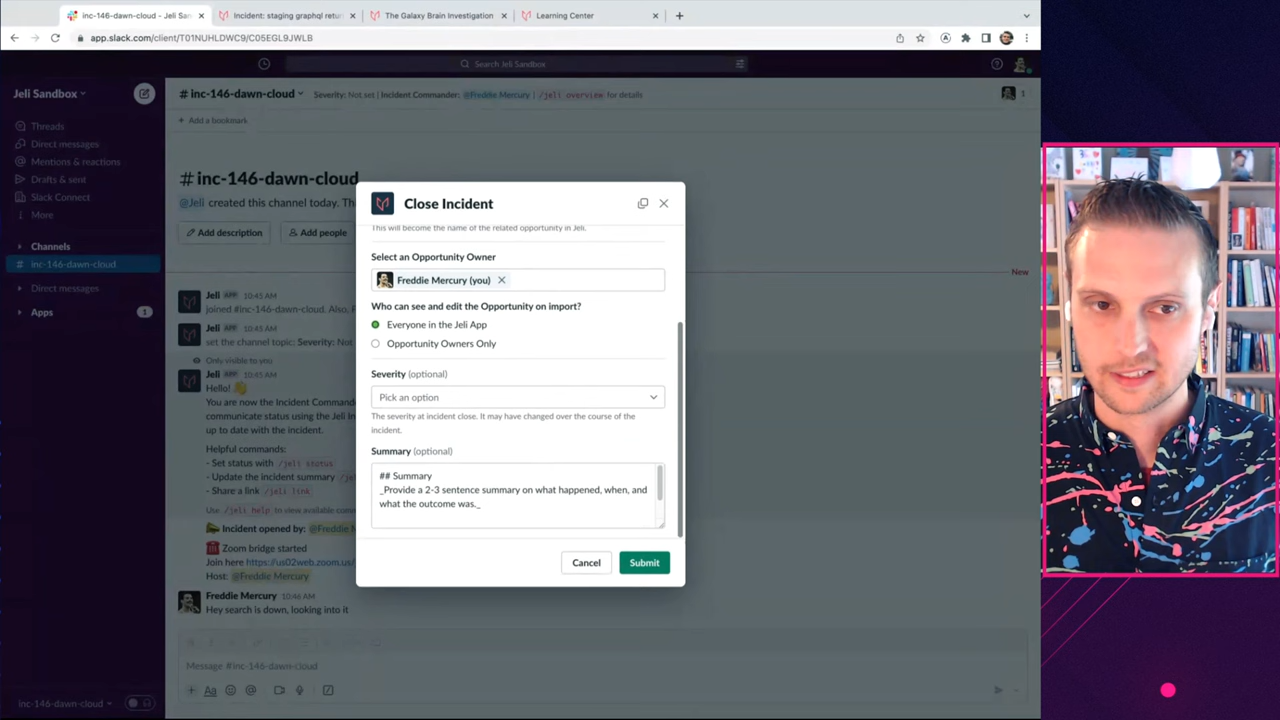 inc-146-dawn-cloud - Jeli San
Incident: staging graphql retur
The Galaxy Brain Investigation
Learning Center
app.slack.com/client/T01NUHLDWC9/C05EGL9JWLB
Search Jeli Sandbox
Jeli Sandbox
# inc-146-dawn-cloud
Severity: Not set | Incident Commander: @Freddie Mercury | /jeli overview for details
1
+ Add a bookmark
Threads
Direct messages
Mentions & reactions
Drafts & sent
Slack Connect
More
Channels
inc-146-dawn-cloud
Direct messages
Apps
1
# inc-146-dawn-cloud
@Jeli created this channel today. Th
Add description
Add people
New
Jeli APP 10:45 AM
joined #inc-146-dawn-cloud. Also,
Jeli APP 10:45 AM
set the channel topic: Severity: Not
Only visible to you
Jeli APP 10:45 AM
Hello!
You are now the Incident Command
communicate status using the Jeli In
up to date with the incident.
Helpful commands:
- Set status with /jeli status
- Update the incident summary /je
- Share a link /jeli link
Use /jeli help to view available conv
Incident opened by: @Freddie M
Zoom bridge started
Join here https://us02web.zoom.us/
Host: @Freddie Mercury
Freddie Mercury 10:46 AM
Hey search is down, looking into it
Message #inc-146-dawn-cloud
Aa
inc-146-dawn-cloud
Close Incident
This will become the name of the related opportunity in Jeli.
Select an Opportunity Owner
Freddie Mercury (you)
Who can see and edit the Opportunity on import?
Everyone in the Jeli App
Opportunity Owners Only
Severity (optional)
Pick an option
The severity at incident close. It may have changed over the course of the
incident.
Summary (optional)
## Summary
_Provide a 2-3 sentence summary on what happened, when, and
what the outcome was._
Cancel
Submit